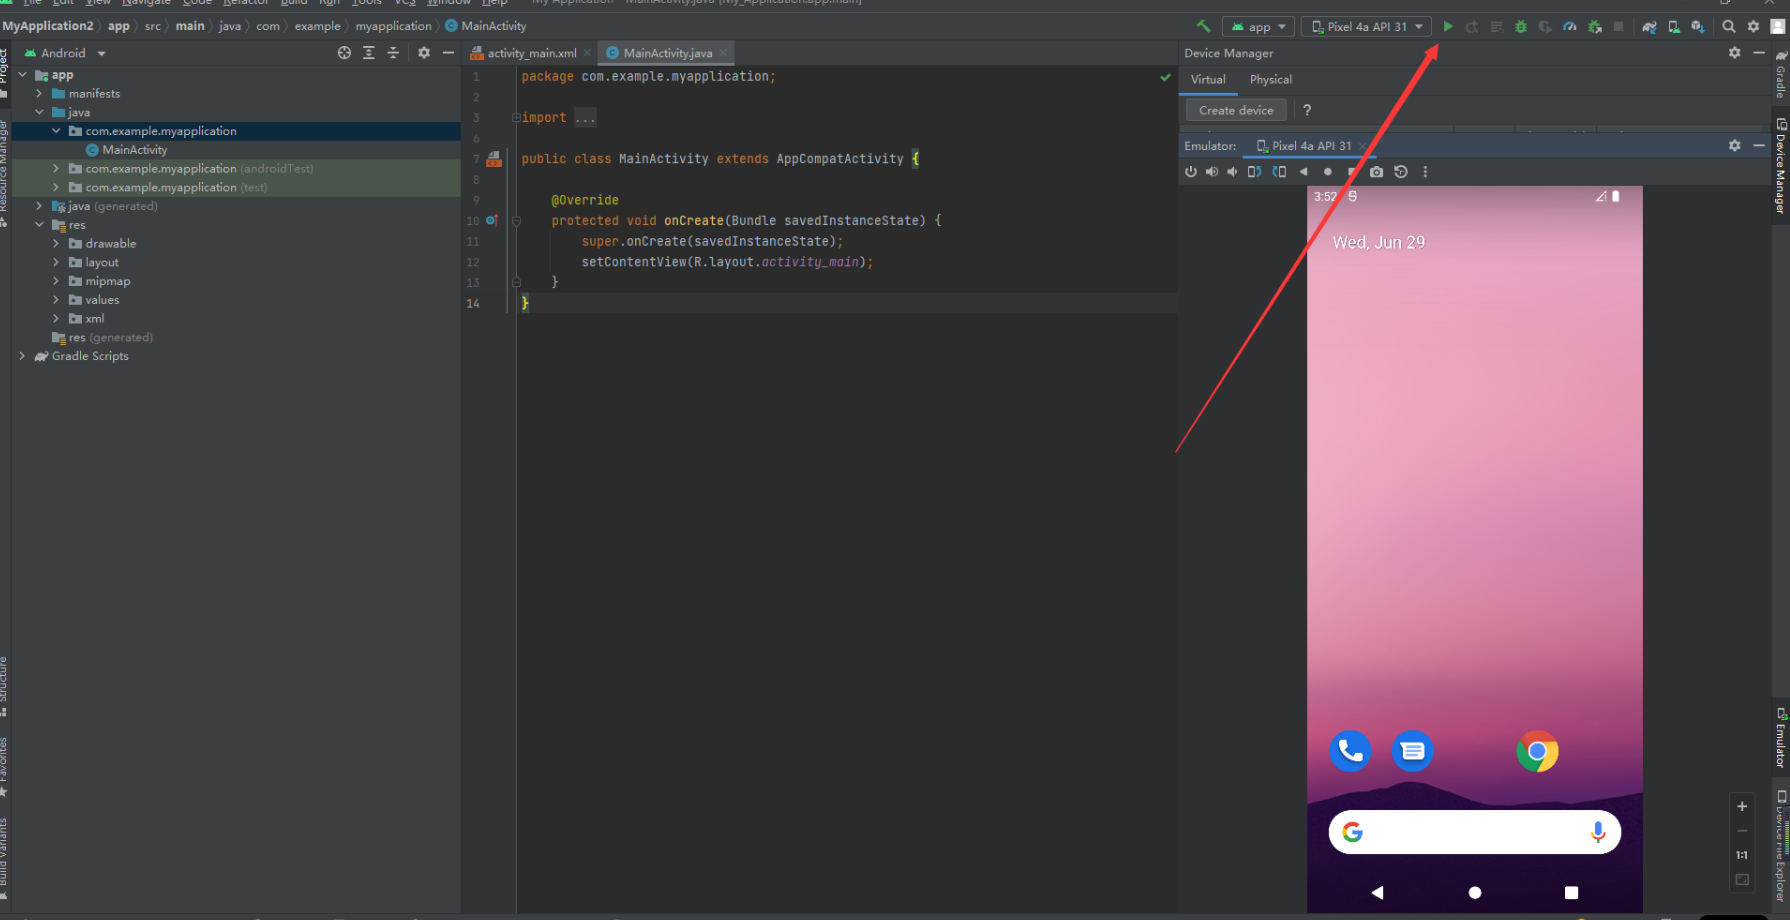 File Edit View Navigate Code Refactor Build Run Tools VCS Window Help My Application - MainActivity.java [My_Application.app.main]
MyApplication2 app src main java com example myapplication MainActivity
app Pixel 4a API 31
Project
Resource Manager
Structure
Favorites
Build Variants
Android
app
manifests
java
com.example.myapplication
MainActivity
com.example.myapplication (androidTest)
com.example.myapplication (test)
java (generated)
res
drawable
layout
mipmap
values
xml
res (generated)
Gradle Scripts
activity_main.xml MainActivity.java
1 package com.example.myapplication;
2
3 import ...
6
7 public class MainActivity extends AppCompatActivity {
8
9 @Override
10 protected void onCreate(Bundle savedInstanceState) {
11 super.onCreate(savedInstanceState);
12 setContentView(R.layout.activity_main);
13 }
14 }
Device Manager
Virtual Physical
Create device ?
Emulator: Pixel 4a API 31
3:52
Wed, Jun 29
G
1:1
Gradle
Device Manager
Emulator
Device File Explorer